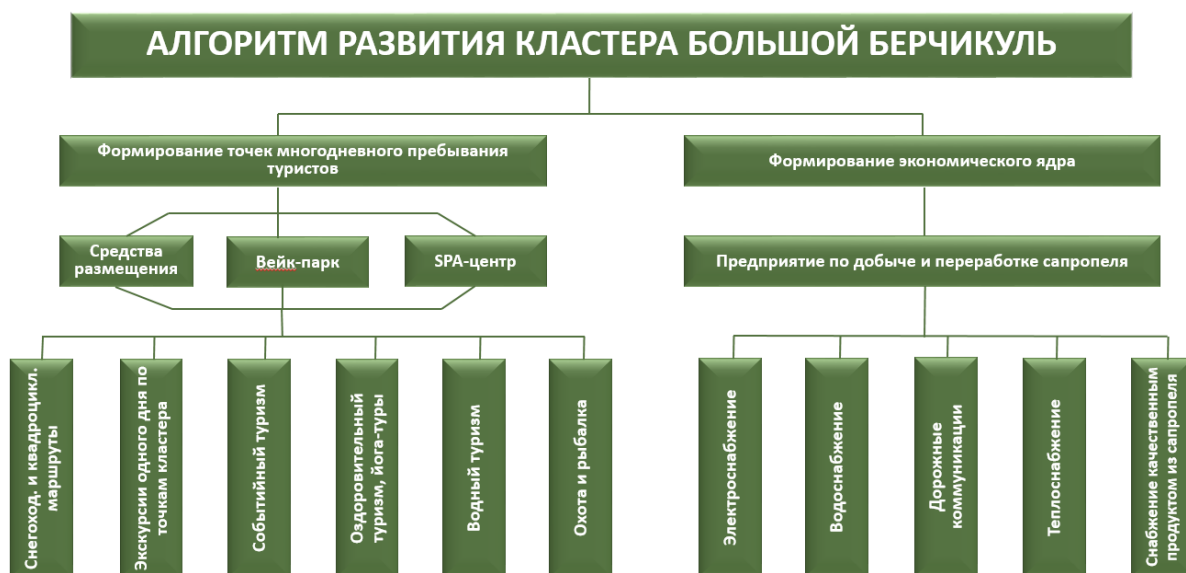 АЛГОРИТМ РАЗВИТИЯ КЛАСТЕРА БОЛЬШОЙ БЕРЧИКУЛЬ
Формирование точек многодневного пребывания
туристов
Формирование экономического ядра
Средства
размещения
Вейк-парк
SPA-центр
Предприятие по добыче и переработке сапропеля
Снегоход. и квадроцикл.
маршруты
Экскурсии одного дня по
точкам кластера
Событийный туризм
Оздоровительный
туризм, йога-туры
Водный туризм
Охота и рыбалка
Электроснабжение
Водоснабжение
Дорожные
коммуникации
Теплоснабжение
Снабжение качественным
продуктом из сапропеля